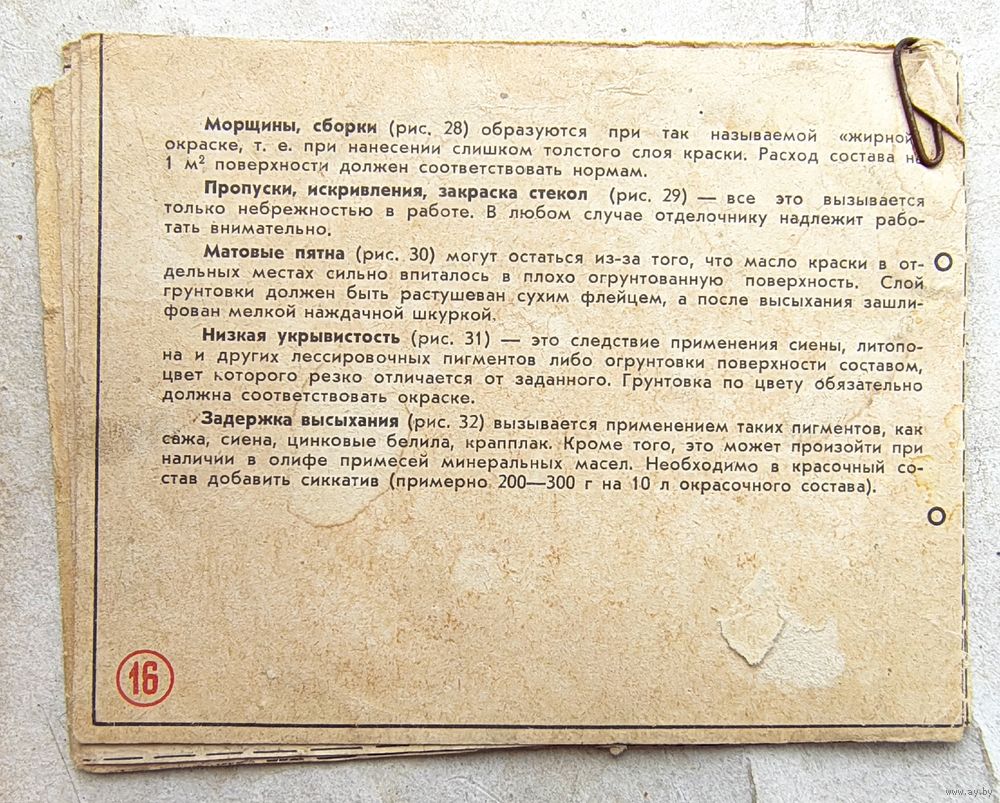 Морщины, сборки (рис. 28) образуются при так называемой «жирной
окраске, т. е. при нанесении слишком толстого слоя краски. Расход состава на
1 м² поверхности должен соответствовать нормам.
Пропуски, искривления, закраска стекол (рис. 29) — все это вызывается
только небрежностью в работе. В любом случае отделочнику надлежит рабо-
тать внимательно.
Матовые пятна (рис. 30) могут остаться из-за того, что масло краски в от-
дельных местах сильно впиталось в плохо огрунтованную поверхность. Слой
грунтовки должен быть растушеван сухим флейцем, а после высыхания зашли-
фован мелкой наждачной шкуркой.
Низкая укрывистость (рис. 31) — это следствие применения сиены, литопо-
на и других лессировочных пигментов либо огрунтовки поверхности составом,
цвет которого резко отличается от заданного. Грунтовка по цвету обязательно
должна соответствовать окраске.
Задержка высыхания (рис. 32) вызывается применением таких пигментов, как
сажа, сиена, цинковые белила, крапплак. Кроме того, это может произойти при
наличии в олифе примесей минеральных масел. Необходимо в красочный со-
став добавить сиккатив (примерно 200—300 г на 10 л окрасочного состава).
16
www.ay.by